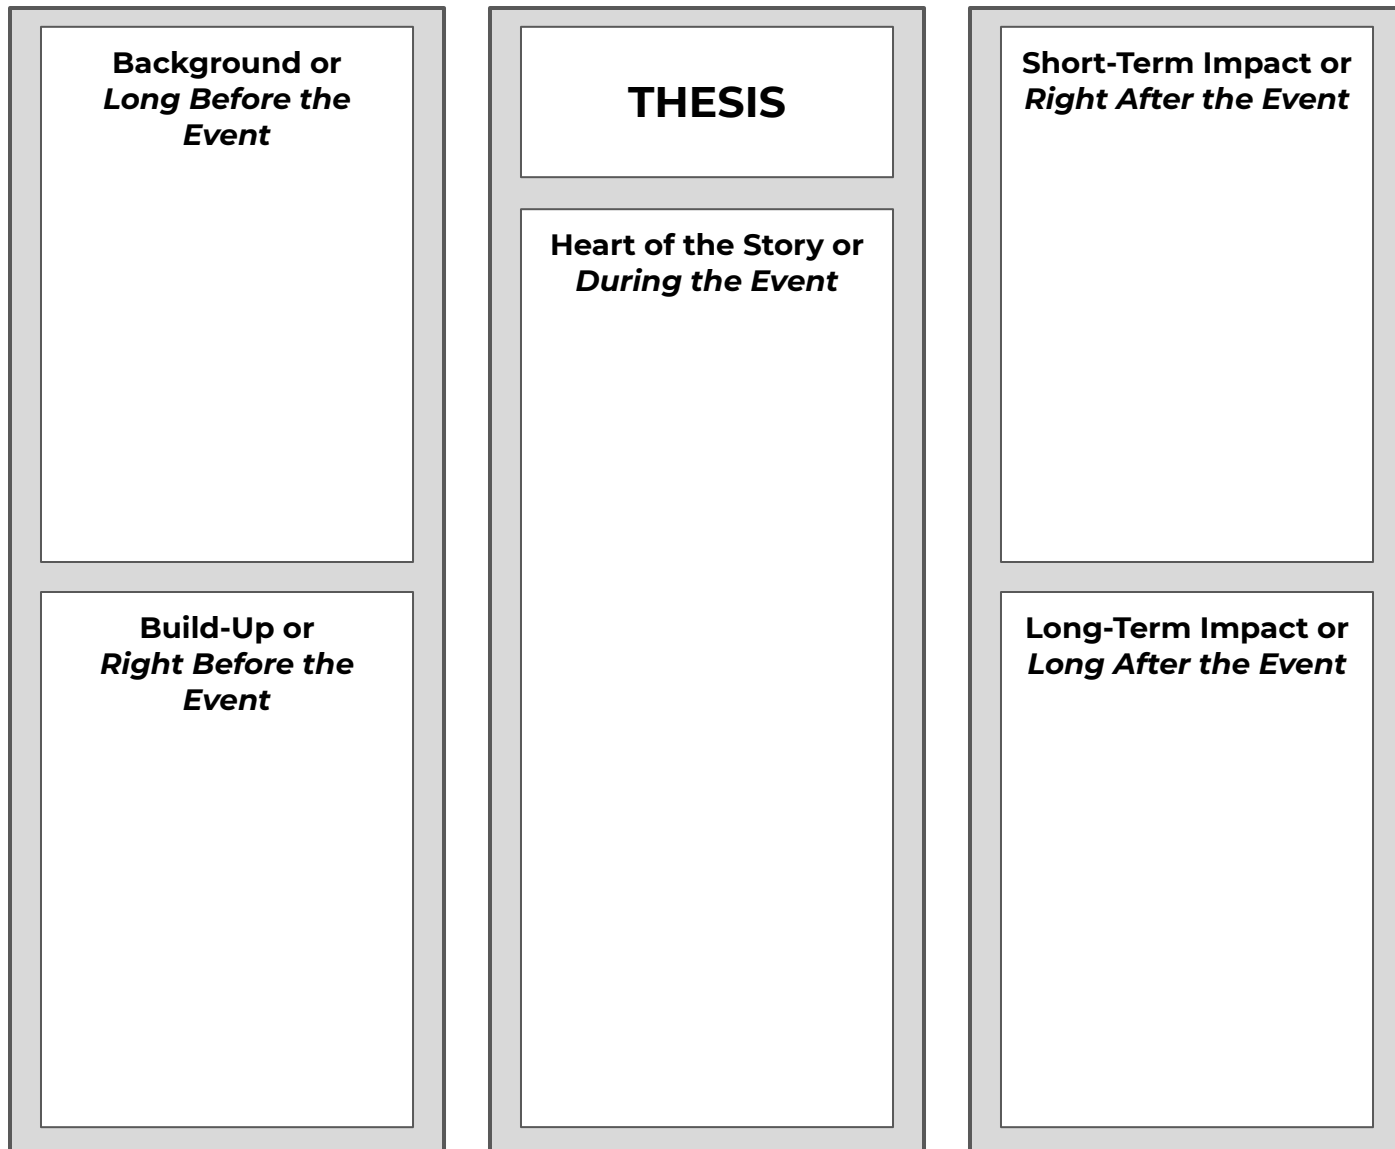 Background or
Long Before the
Event
Build-Up or
Right Before the
Event
THESIS
Heart of the Story or
During the Event
Short-Term Impact or
Right After the Event
Long-Term Impact or
Long After the Event